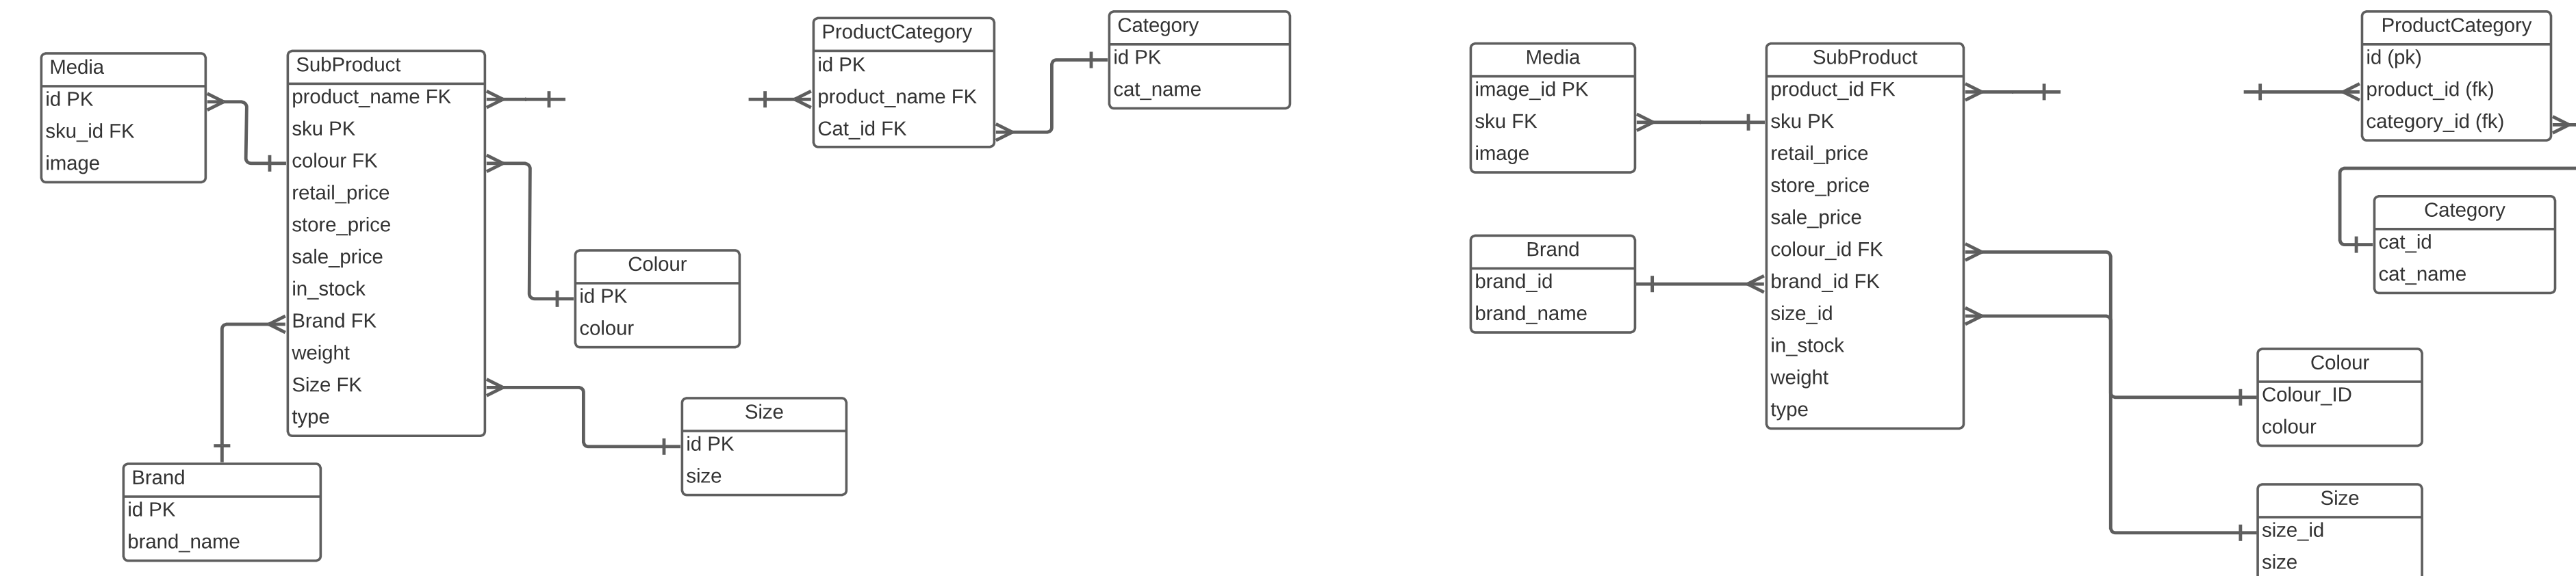 Media
id PK
sku_id FK
image
SubProduct
product_name FK
sku PK
colour FK
retail_price
store_price
sale_price
in_stock
Brand FK
weight
Size FK
type
Brand
id PK
brand_name
Colour
id PK
colour
Size
id PK
size
ProductCategory
id PK
product_name FK
Cat_id FK
Category
id PK
cat_name
Media
image_id PK
sku FK
image
Brand
brand_id
brand_name
SubProduct
product_id FK
sku PK
retail_price
store_price
sale_price
colour_id FK
brand_id FK
size_id
in_stock
weight
type
ProductCategory
id (pk)
product_id (fk)
category_id (fk)
Category
cat_id
cat_name
Colour
Colour_ID
colour
Size
size_id
size